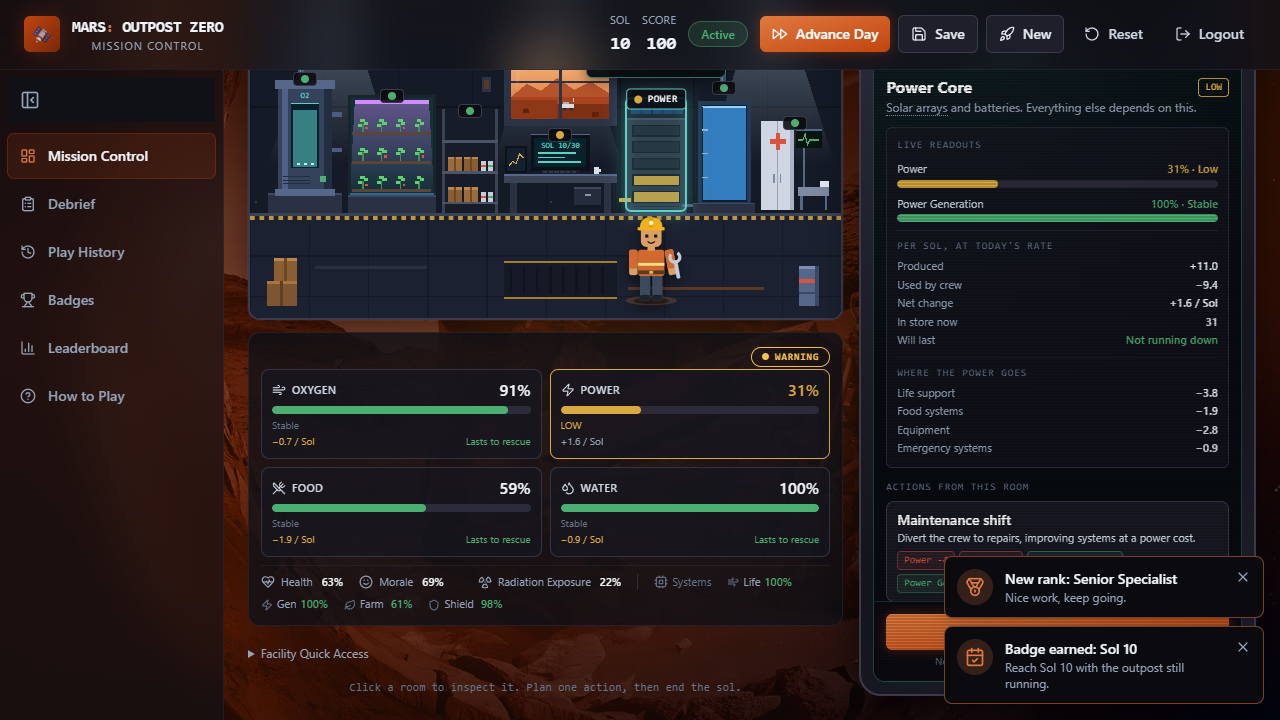 MARS: OUTPOST ZERO
MISSION CONTROL
SOL 10
SCORE 100
Active
Advance Day
Save
New
Reset
Logout
Mission Control
Debrief
Play History
Badges
Leaderboard
How to Play
O2
SOL 10/30
POWER
WARNING
OXYGEN 91%
Stable
−0.7 / Sol Lasts to rescue
POWER 31%
LOW
+1.6 / Sol
FOOD 59%
Stable
−1.9 / Sol Lasts to rescue
WATER 100%
Stable
−0.9 / Sol Lasts to rescue
Health 63% Morale 69% Radiation Exposure 22% Systems Life 100%
Gen 100% Farm 61% Shield 98%
Facility Quick Access
Click a room to inspect it. Plan one action, then end the sol.
Power Core LOW
Solar arrays and batteries. Everything else depends on this.
LIVE READOUTS
Power 31% · Low
Power Generation 100% · Stable
PER SOL, AT TODAY'S RATE
Produced +11.0
Used by crew −9.4
Net change +1.6 / Sol
In store now 31
Will last Not running down
WHERE THE POWER GOES
Life support −3.8
Food systems −1.9
Equipment −2.8
Emergency systems −0.9
ACTIONS FROM THIS ROOM
Maintenance shift
Divert the crew to repairs, improving systems at a power cost.
Power
Power
New rank: Senior Specialist
Nice work, keep going.
Badge earned: Sol 10
Reach Sol 10 with the outpost still
running.